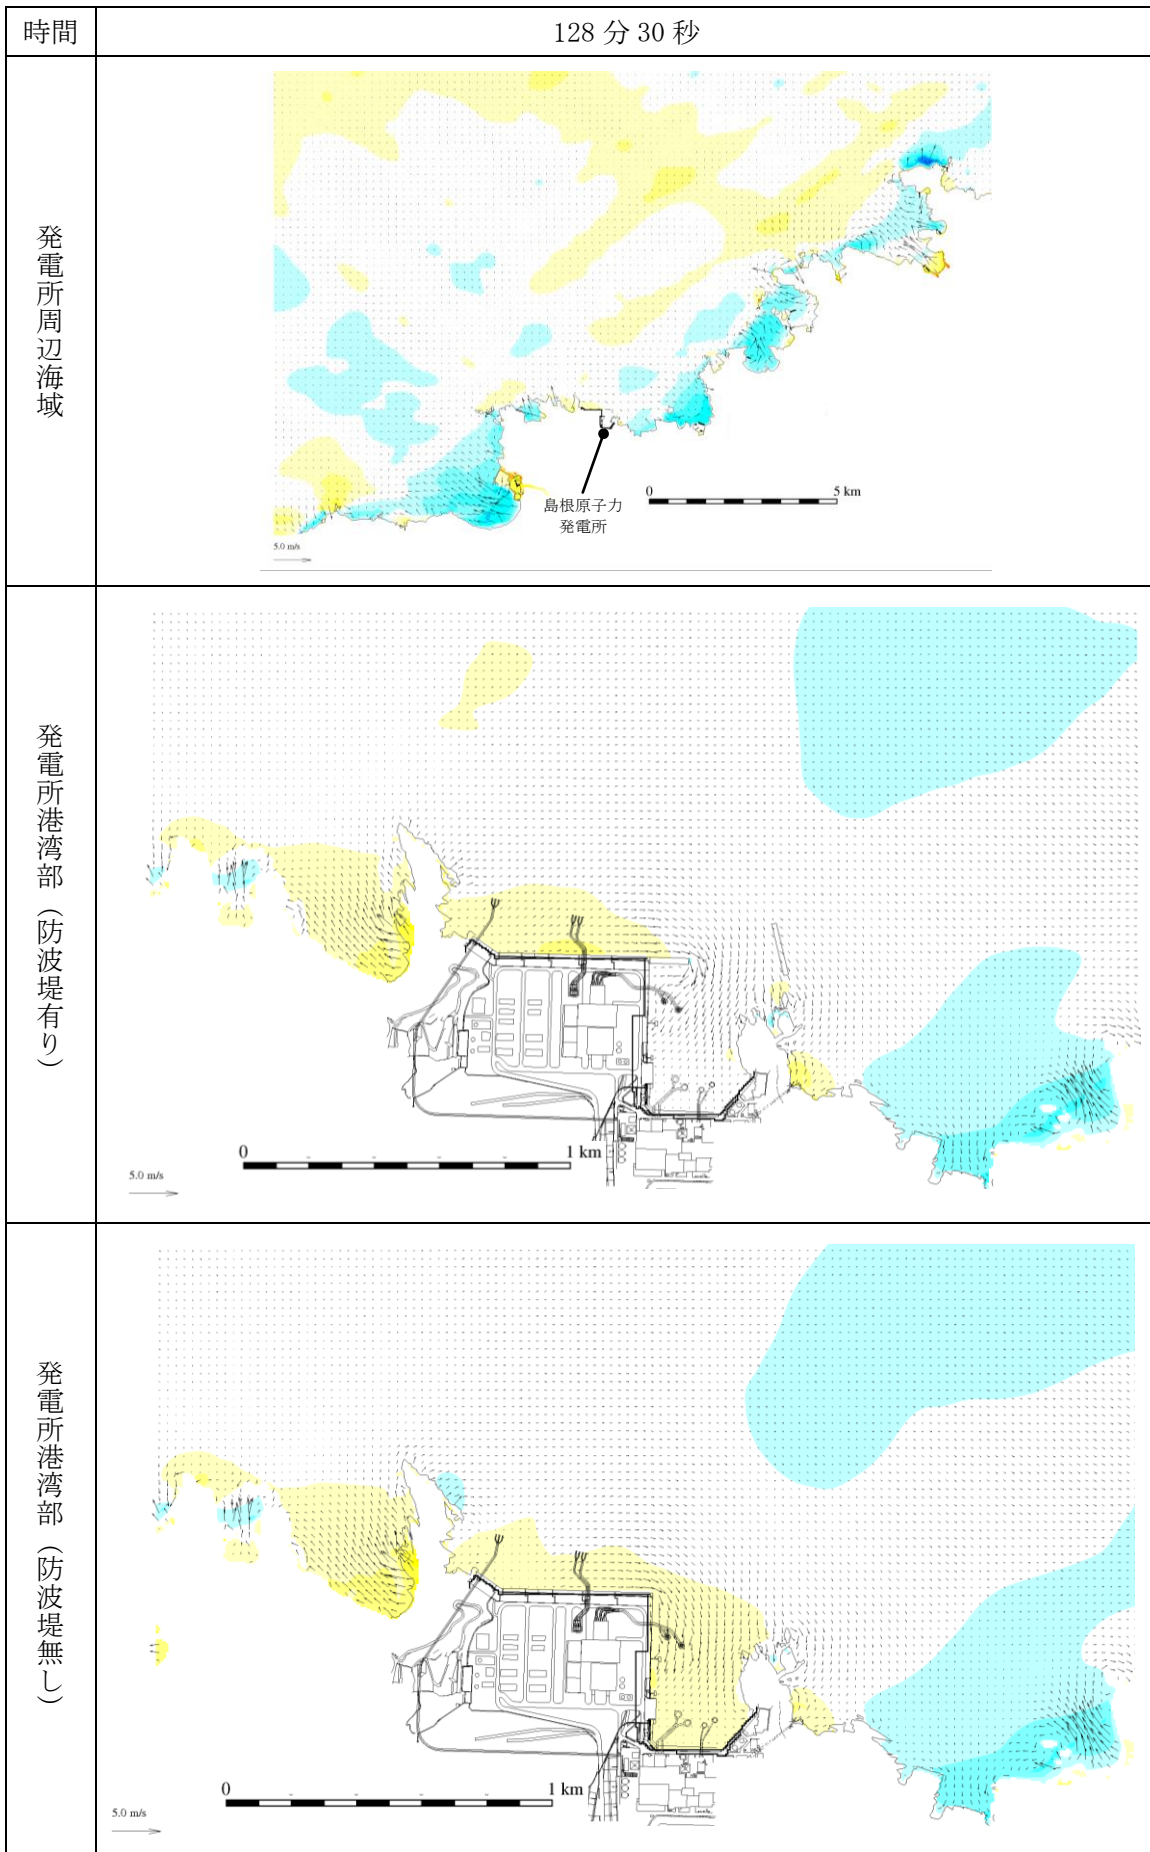 時間
128 分 30 秒
発電所周辺海域
島根原子力
発電所
0 5 km
5.0 m/s
発電所港湾部（防波堤有り）
0 1 km
5.0 m/s
発電所港湾部（防波堤無し）
0 1 km
5.0 m/s